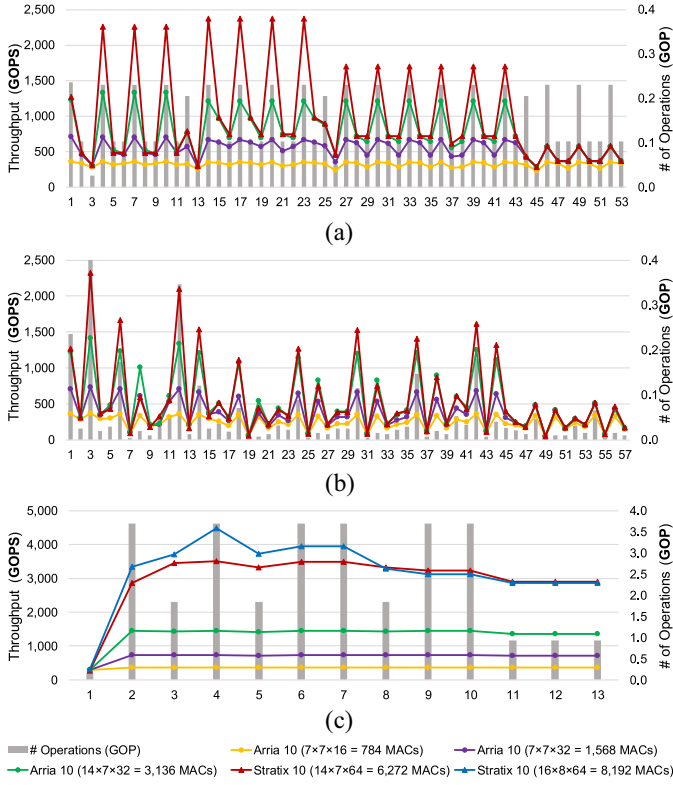 2,500
2,000
1,500
1,000
500
0
Throughput (GOPS)
0.4
0.3
0.2
0.1
0.0
# of Operations (GOP)
1 3 5 7 9 11 13 15 17 19 21 23 25 27 29 31 33 35 37 39 41 43 45 47 49 51 53
(a)
2,500
2,000
1,500
1,000
500
0
Throughput (GOPS)
0.4
0.3
0.2
0.1
0.0
# of Operations (GOP)
1 3 5 7 9 11 13 15 17 19 21 23 25 27 29 31 33 35 37 39 41 43 45 47 49 51 53 55 57
(b)
5,000
4,000
3,000
2,000
1,000
0
Throughput (GOPS)
4.0
3.5
3.0
2.5
2.0
1.5
1.0
0.5
0.0
# of Operations (GOP)
1 2 3 4 5 6 7 8 9 10 11 12 13
(c)
# Operations (GOP) Arria 10 (7×7×16 = 784 MACs) Arria 10 (7×7×32 = 1,568 MACs)
Arria 10 (14×7×32 = 3,136 MACs) Stratix 10 (14×7×64 = 6,272 MACs) Stratix 10 (16×8×64 = 8,192 MACs)